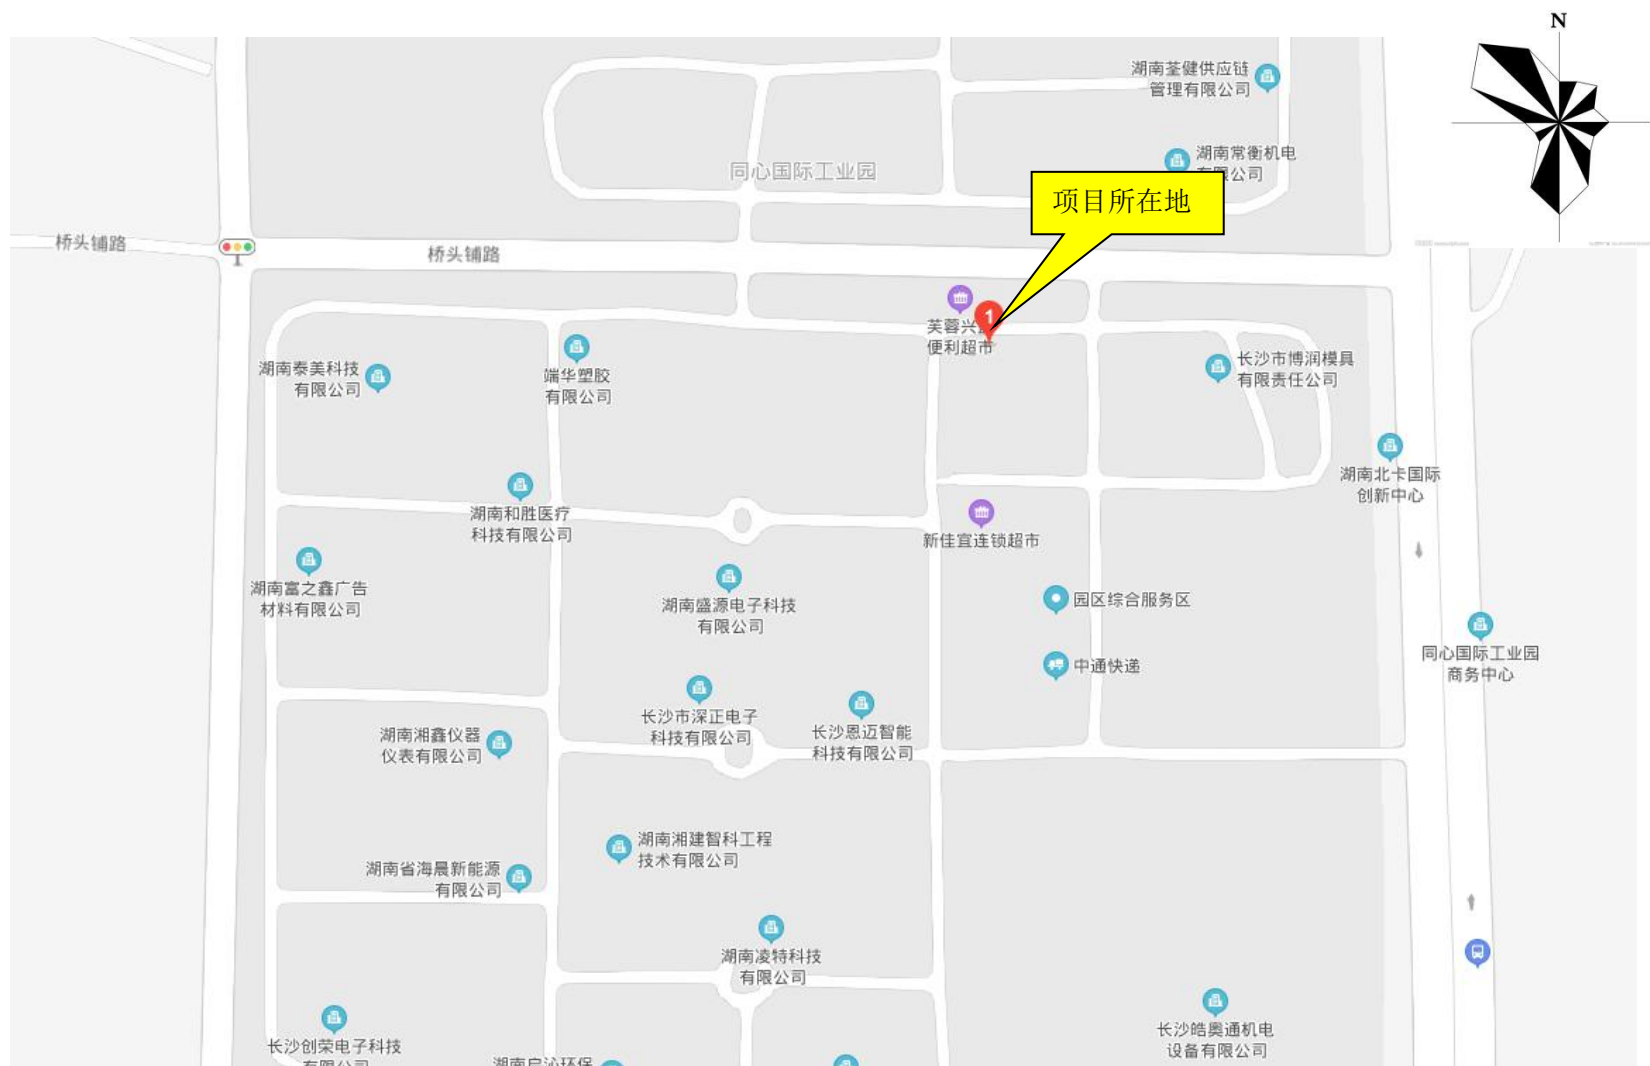 N
湖南荃健供应链
管理有限公司
湖南常衡机电
有限公司
同心国际工业园
项目所在地
桥头铺路
桥头铺路
1
芙蓉兴
便利超市
湖南泰美科技
有限公司
端华塑胶
有限公司
长沙市博润模具
有限责任公司
湖南北卡国际
创新中心
湖南和胜医疗
科技有限公司
新佳宜连锁超市
湖南富之鑫广告
材料有限公司
湖南盛源电子科技
有限公司
园区综合服务区
中通快递
同心国际工业园
商务中心
长沙市深正电子
科技有限公司
长沙恩迈智能
科技有限公司
湖南湘鑫仪器
仪表有限公司
湖南湘建智科工程
技术有限公司
湖南省海晨新能源
有限公司
湖南凌特科技
有限公司
长沙皓奥通机电
设备有限公司
长沙创荣电子科技
有限公司